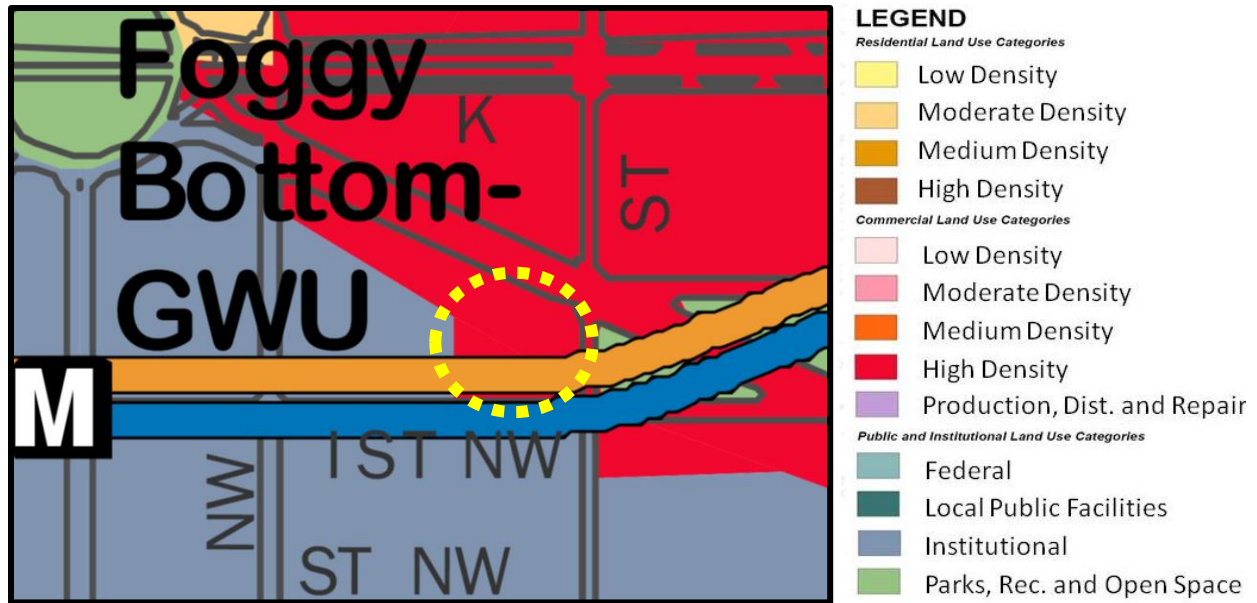 Foggy
Bottom-
GWU
K
ST
M
NW
I ST NW
ST NW
LEGEND
Residential Land Use Categories
Low Density
Moderate Density
Medium Density
High Density
Commercial Land Use Categories
Low Density
Moderate Density
Medium Density
High Density
Production, Dist. and Repair
Public and Institutional Land Use Categories
Federal
Local Public Facilities
Institutional
Parks, Rec. and Open Space